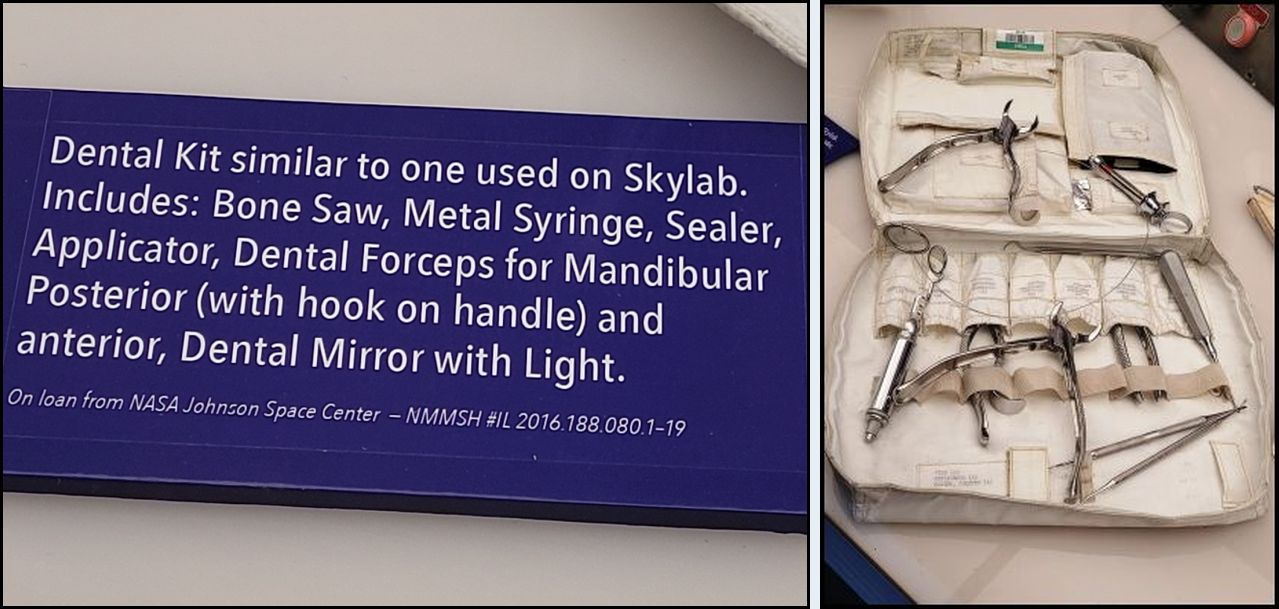 Dental Kit similar to one used on Skylab.
Includes: Bone Saw, Metal Syringe, Sealer,
Applicator, Dental Forceps for Mandibular
Posterior (with hook on handle) and
anterior, Dental Mirror with Light.
On loan from NASA Johnson Space Center – NMMSH #IL 2016.188.080.1–19